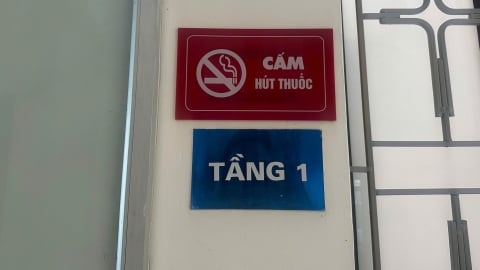 CẤM
HÚT THUỐC
TẦNG 1